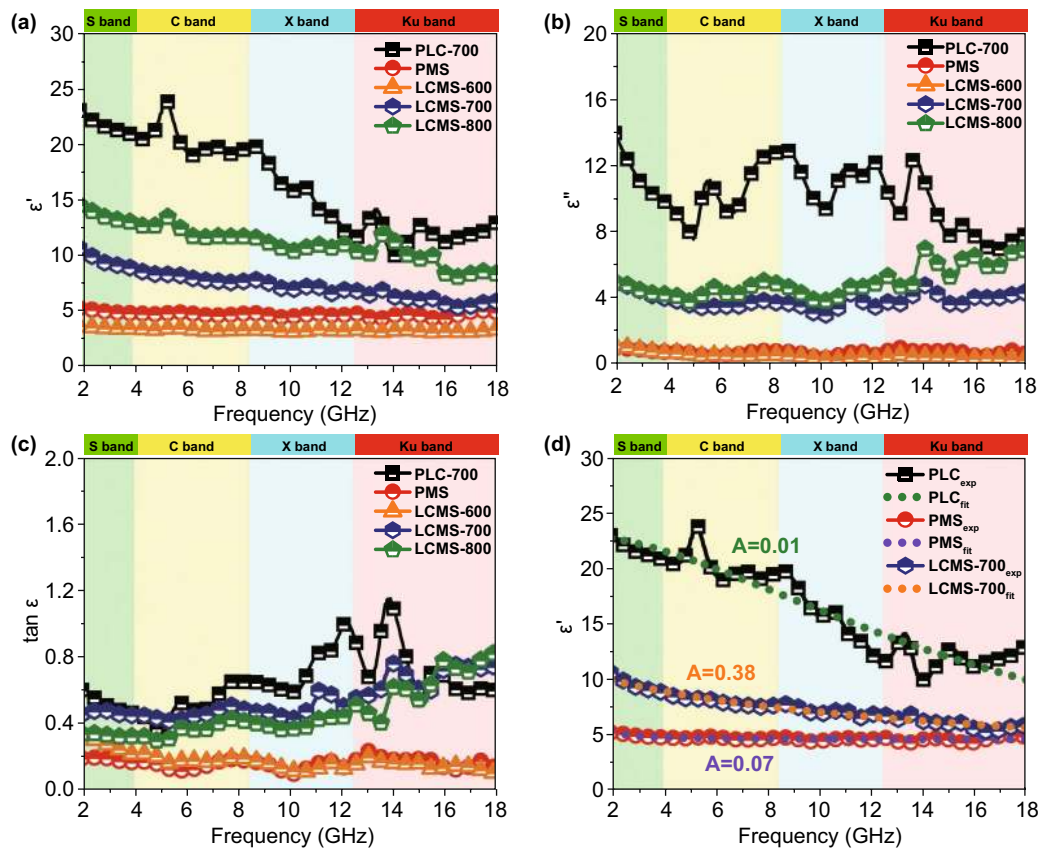 (a)
S band C band X band Ku band
30
25
20
15
10
5
0
ε'
PLC-700
PMS
LCMS-600
LCMS-700
LCMS-800
2 4 6 8 10 12 14 16 18
Frequency (GHz)
(b)
S band C band X band Ku band
20
16
12
8
4
0
ε''
PLC-700
PMS
LCMS-600
LCMS-700
LCMS-800
2 4 6 8 10 12 14 16 18
Frequency (GHz)
(c)
S band C band X band Ku band
2.0
1.6
1.2
0.8
0.4
0.0
tan ε
PLC-700
PMS
LCMS-600
LCMS-700
LCMS-800
2 4 6 8 10 12 14 16 18
Frequency (GHz)
(d)
S band C band X band Ku band
30
25
20
15
10
5
0
ε'
PLCexp
PLCfit
PMSexp
PMSfit
LCMS-700exp
LCMS-700fit
A=0.01
A=0.38
A=0.07
2 4 6 8 10 12 14 16 18
Frequency (GHz)